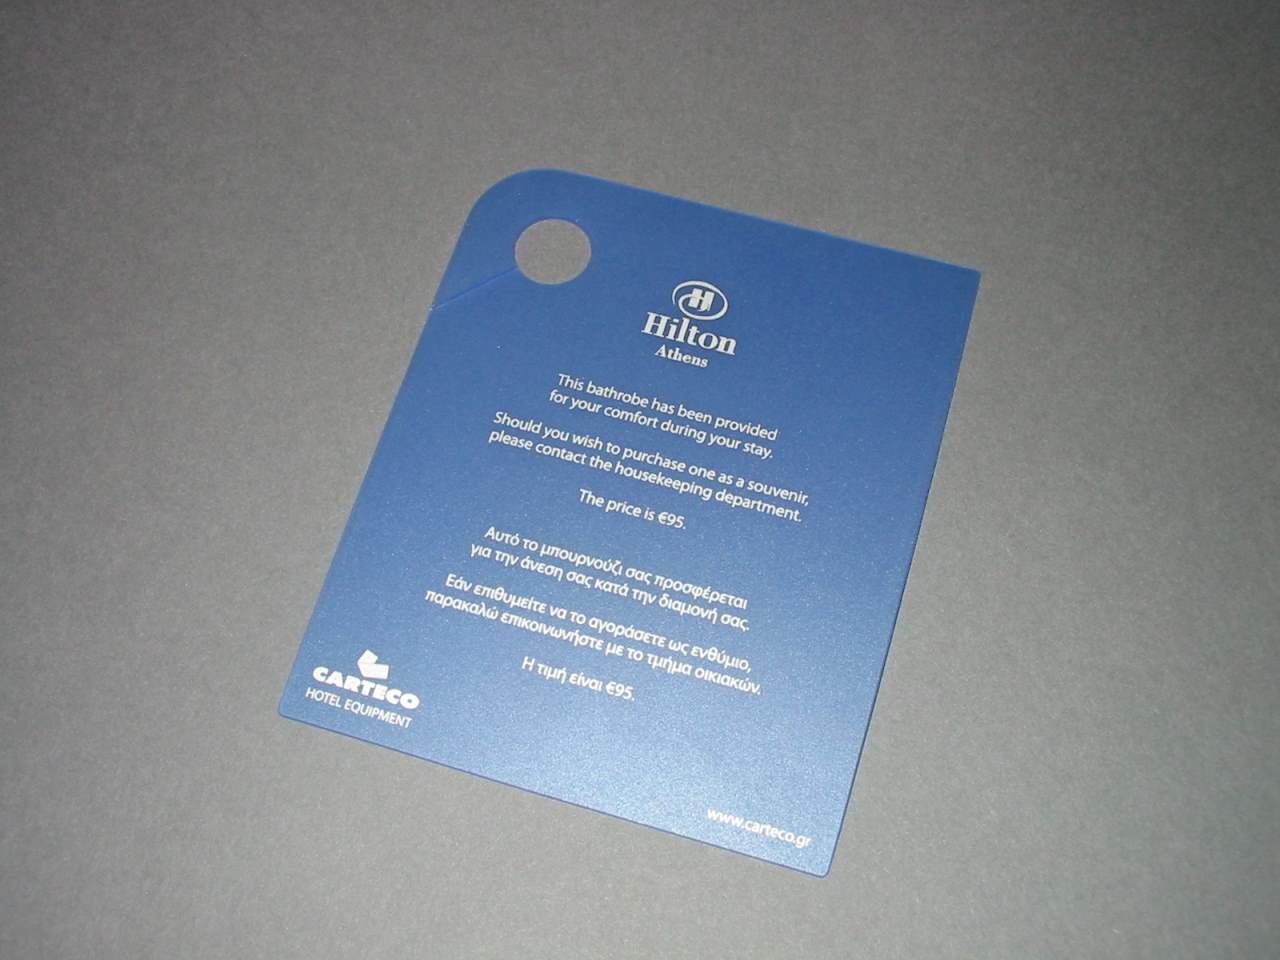 H
Hilton
Athens
This bathrobe has been provided
for your comfort during your stay.
Should you wish to purchase one as a souvenir,
please contact the housekeeping department.
The price is €95.
Αυτό το μπουρνούζι σας προσφέρεται
για την άνεση σας κατά την διαμονή σας.
Εάν επιθυμείτε να το αγοράσετε ως ενθύμιο,
παρακαλώ επικοινωνήστε με το τμήμα οικιακών.
Η τιμή είναι €95.
CARTECO
HOTEL EQUIPMENT
www.carteco.gr